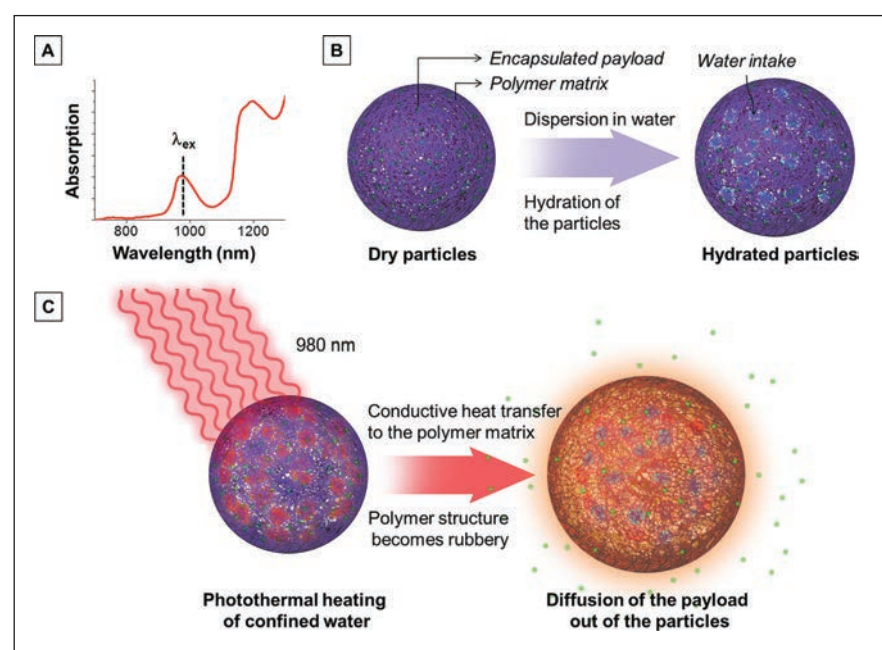 A
Absorption
λex
800
1000
1200
Wavelength (nm)
B
Encapsulated payload
Polymer matrix
Dispersion in water
Hydration of
the particles
Water intake
Dry particles
Hydrated particles
C
980 nm
Conductive heat transfer
to the polymer matrix
Polymer structure
becomes rubbery
Photothermal heating
of confined water
Diffusion of the payload
out of the particles